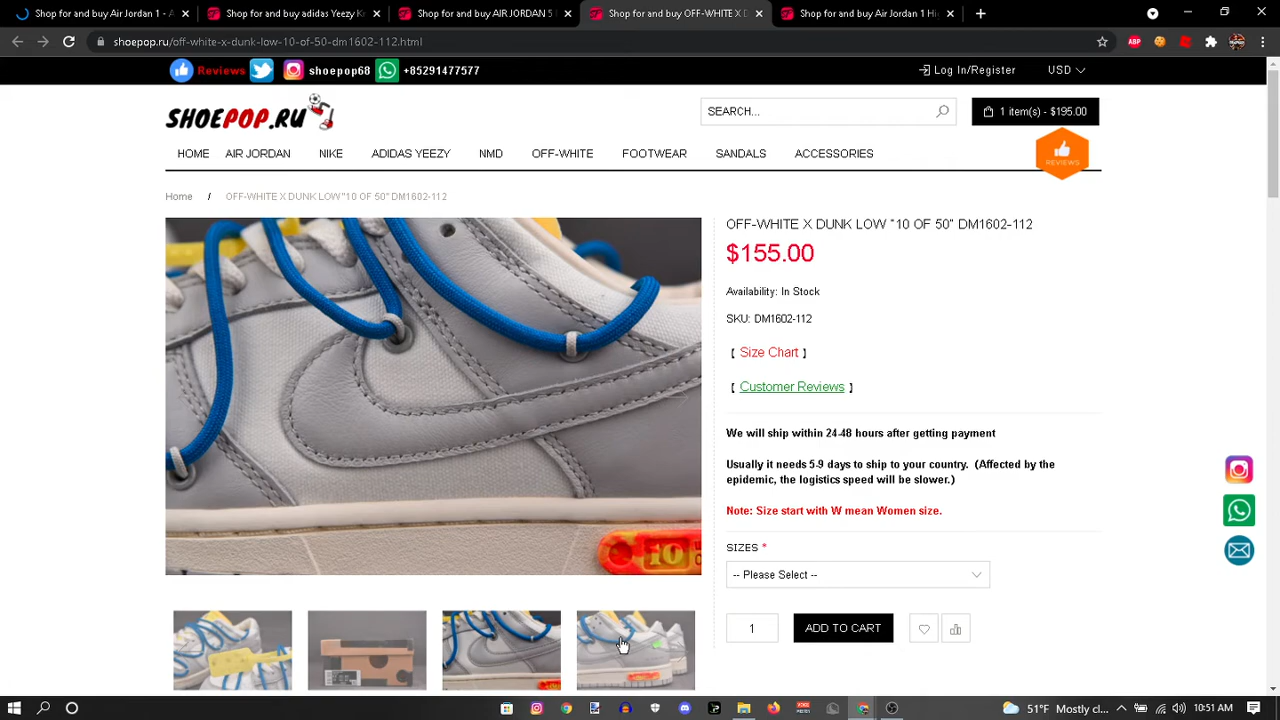 Shop for and buy Air Jordan 1 - A
Shop for and buy adidas Yeezy K
Shop for and buy AIR JORDAN 5
Shop for and buy OFF-WHITE X D
Shop for and buy Air Jordan 1 Hi
shoepop.ru/off-white-x-dunk-low-10-of-50-dm1602-112.html
ABP
Reviews shoepop68 +85291477577
Log In/Register USD
SHOEPOP.RU
SEARCH...
1 item(s) - $195.00
HOME AIR JORDAN NIKE ADIDAS YEEZY NMD OFF-WHITE FOOTWEAR SANDALS ACCESSORIES
REVIEWS
Home / OFF-WHITE X DUNK LOW "10 OF 50" DM1602-112
OFF-WHITE X DUNK LOW "10 OF 50" DM1602-112
$155.00
Availability: In Stock
SKU: DM1602-112
【 Size Chart 】
【 Customer Reviews 】
We will ship within 24-48 hours after getting payment
Usually it needs 5-9 days to ship to your country. (Affected by the
epidemic, the logistics speed will be slower.)
Note: Size start with W mean Women size.
SIZES *
-- Please Select --
1 ADD TO CART
10
51°F Mostly cl... 10:51 AM